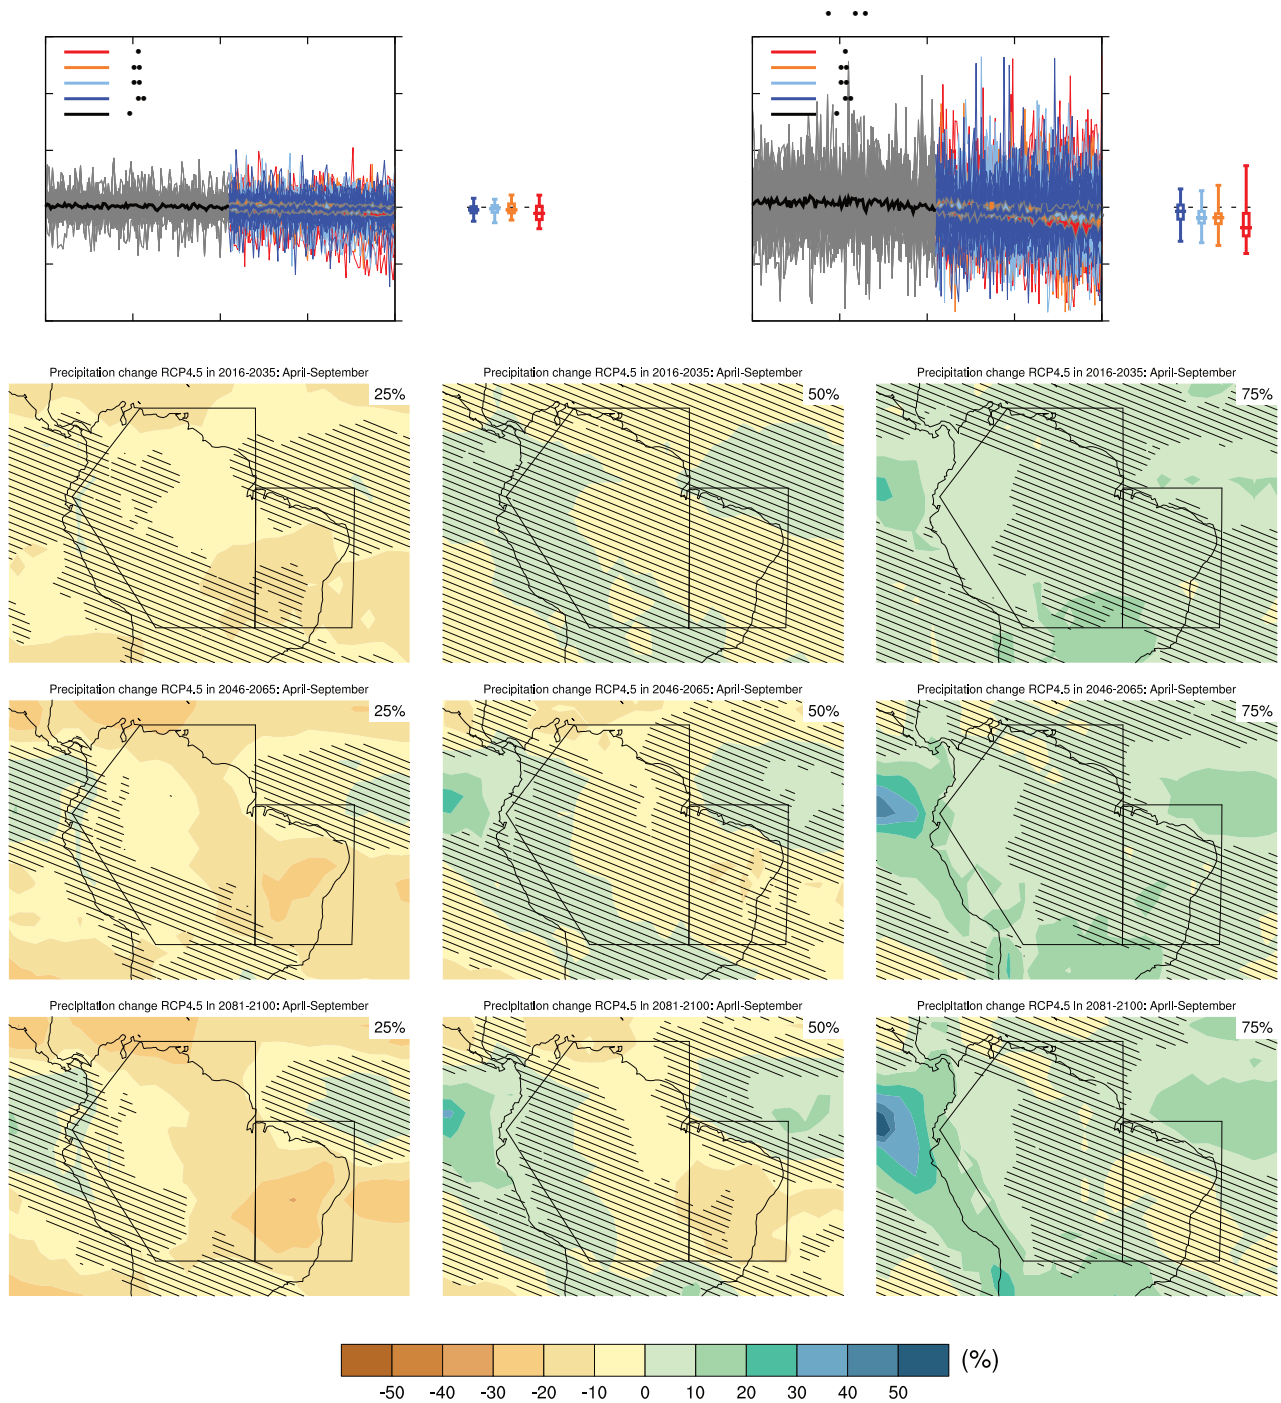 Precipitation change RCP4.5 in 2016-2035: April-September
25%
Precipitation change RCP4.5 in 2016-2035: April-September
50%
Precipitation change RCP4.5 in 2016-2035: April-September
75%
Precipitation change RCP4.5 in 2046-2065: April-September
25%
Precipitation change RCP4.5 in 2046-2065: April-September
50%
Precipitation change RCP4.5 in 2046-2065: April-September
75%
Precipitation change RCP4.5 in 2081-2100: April-September
25%
Precipitation change RCP4.5 in 2081-2100: April-September
50%
Precipitation change RCP4.5 in 2081-2100: April-September
75%
(%)
-50 -40 -30 -20 -10 0 10 20 30 40 50